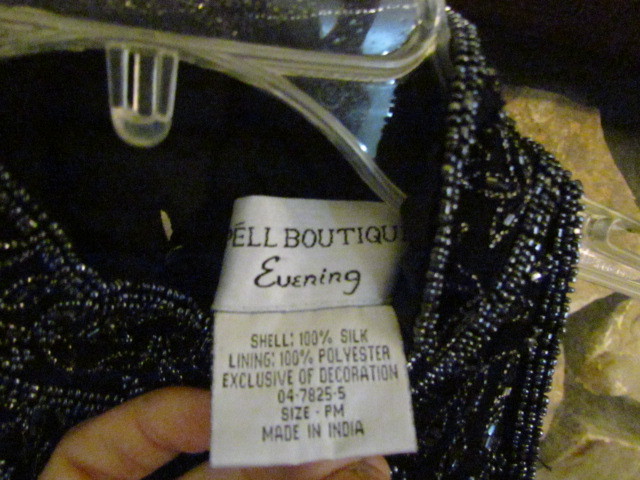 PÉLL BOUTIQU
Evening
SHELL: 100% SILK
LINING: 100% POLYESTER
EXCLUSIVE OF DECORATION
04-7825-5
SIZE - PM
MADE IN INDIA